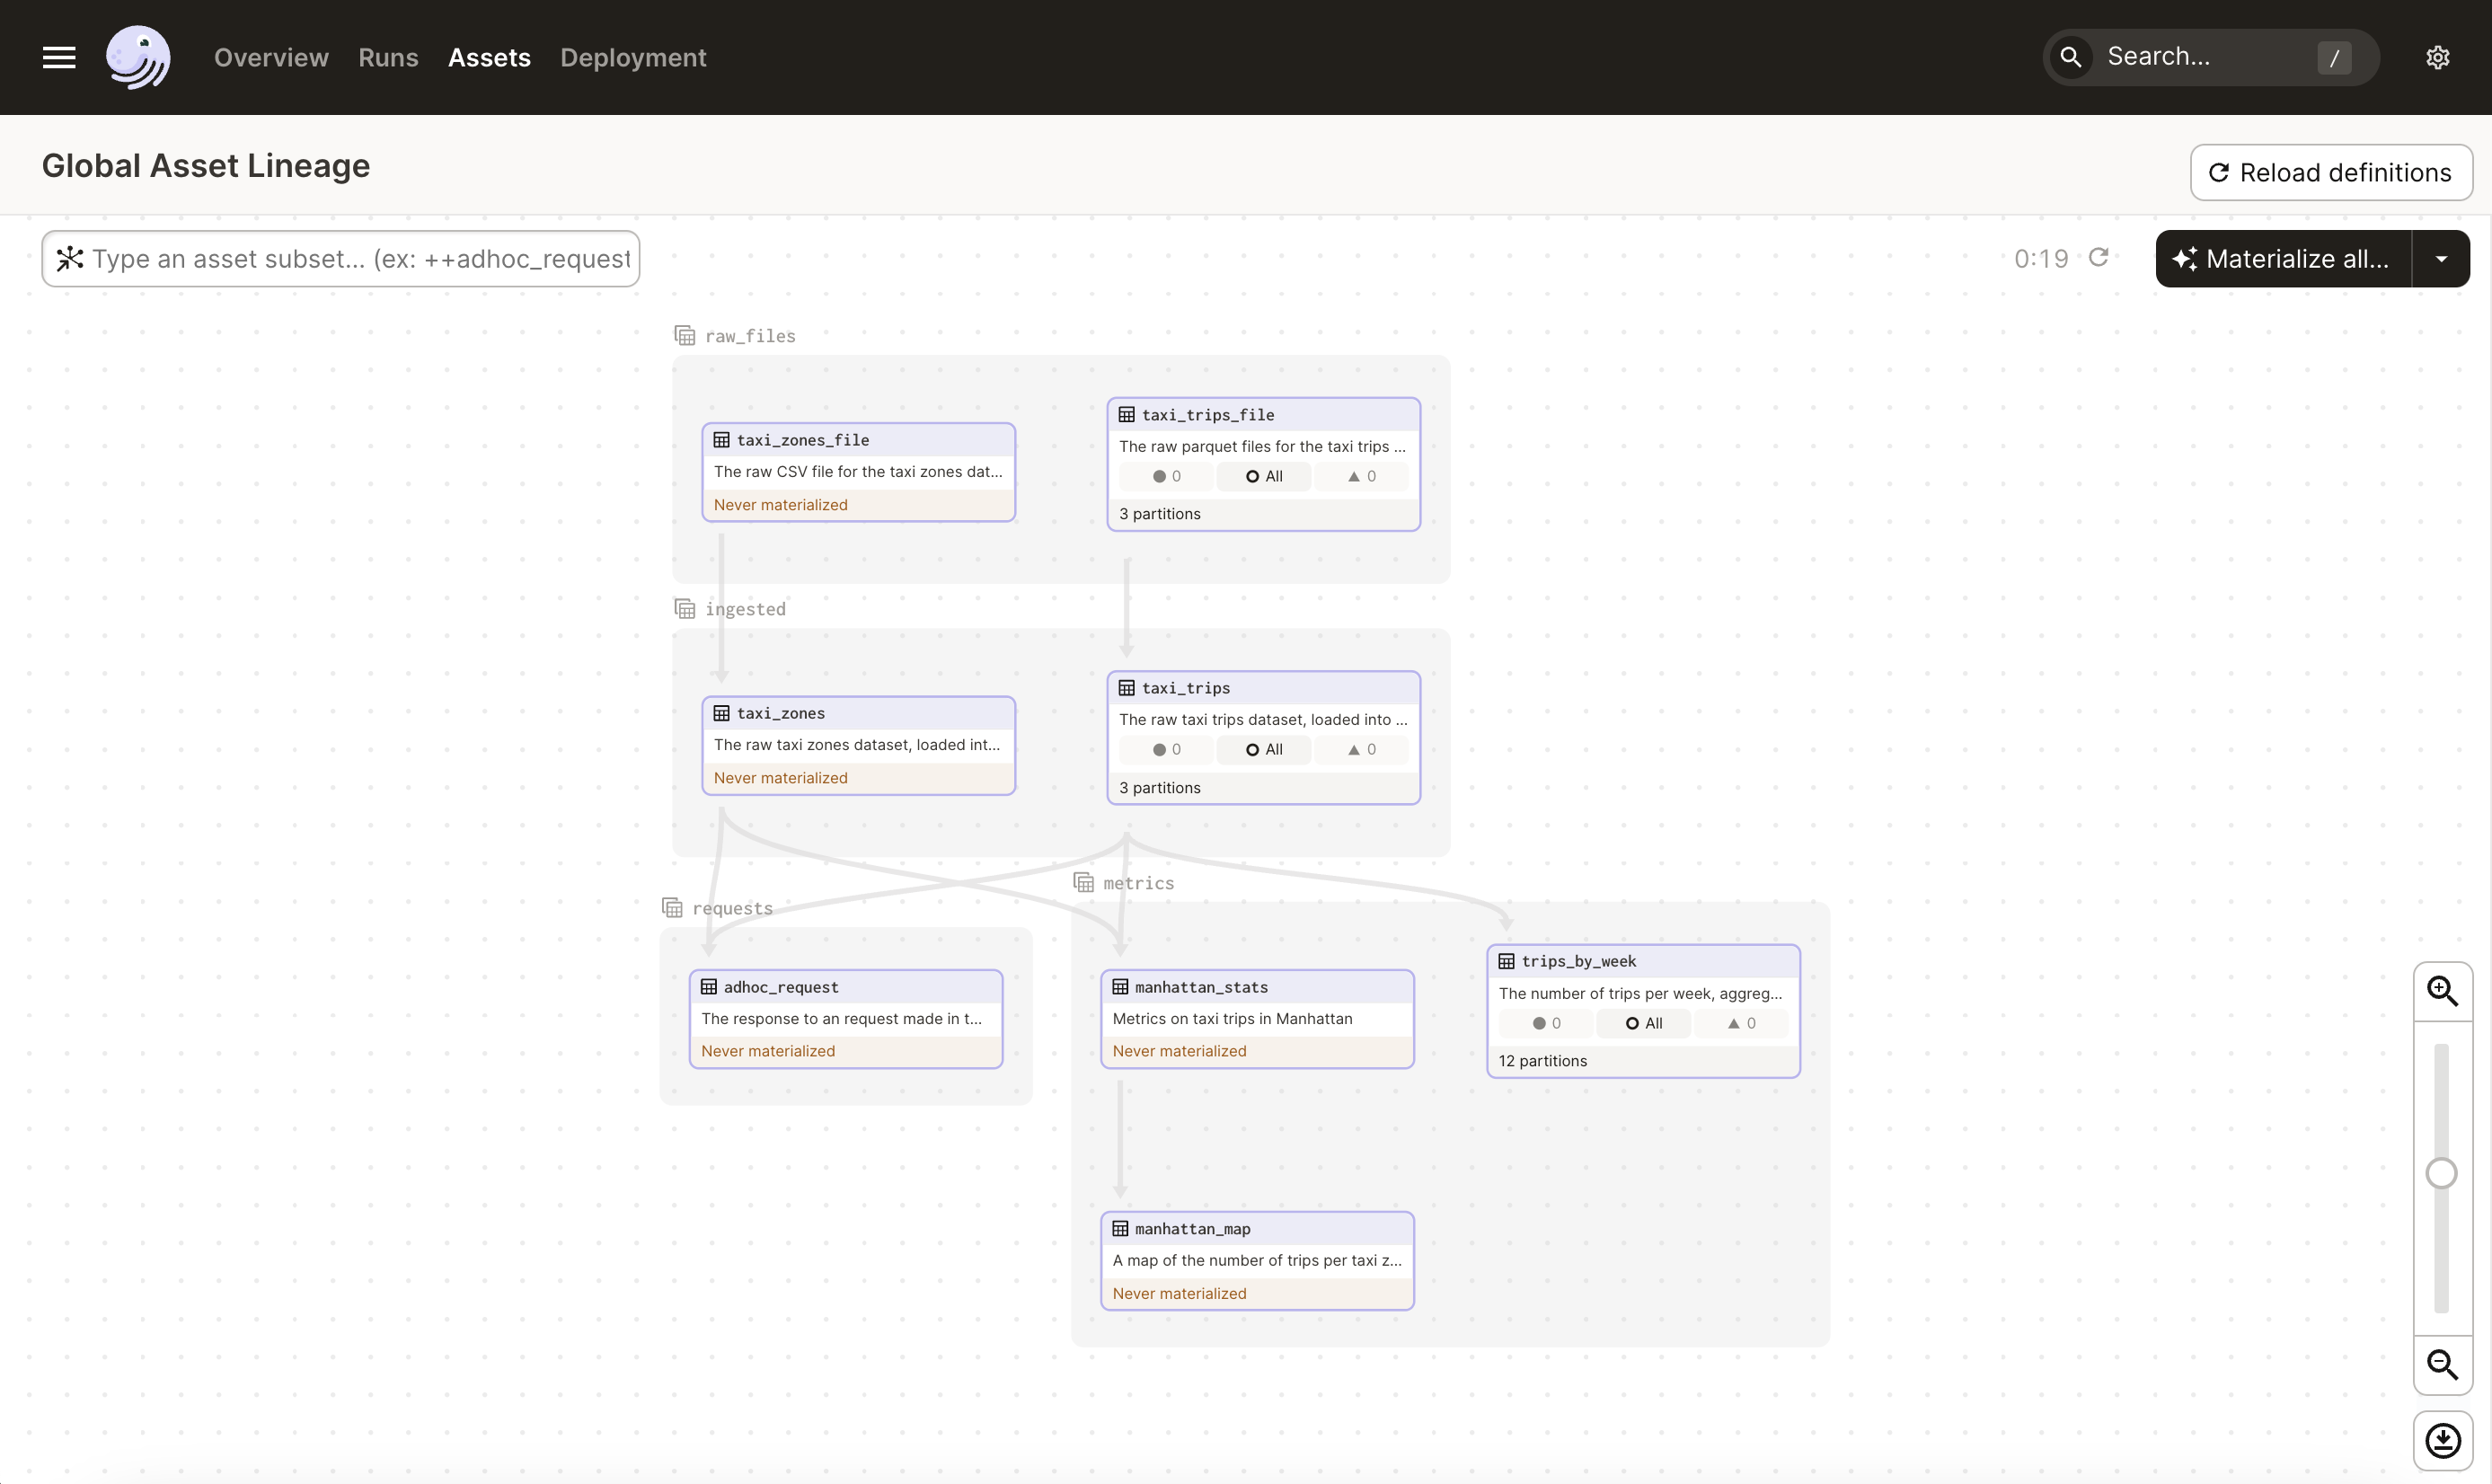 Overview Runs Assets Deployment
Search... /
Global Asset Lineage
Reload definitions
Type an asset subset... (ex: ++adhoc_request
0:19
Materialize all...
raw_files
taxi_zones_file
The raw CSV file for the taxi zones dat...
Never materialized
taxi_trips_file
The raw parquet files for the taxi trips ...
0 All 0
3 partitions
ingested
taxi_zones
The raw taxi zones dataset, loaded int...
Never materialized
taxi_trips
The raw taxi trips dataset, loaded into ...
0 All 0
3 partitions
requests
adhoc_request
The response to an request made in t...
Never materialized
metrics
manhattan_stats
Metrics on taxi trips in Manhattan
Never materialized
trips_by_week
The number of trips per week, aggreg...
0 All 0
12 partitions
manhattan_map
A map of the number of trips per taxi z...
Never materialized